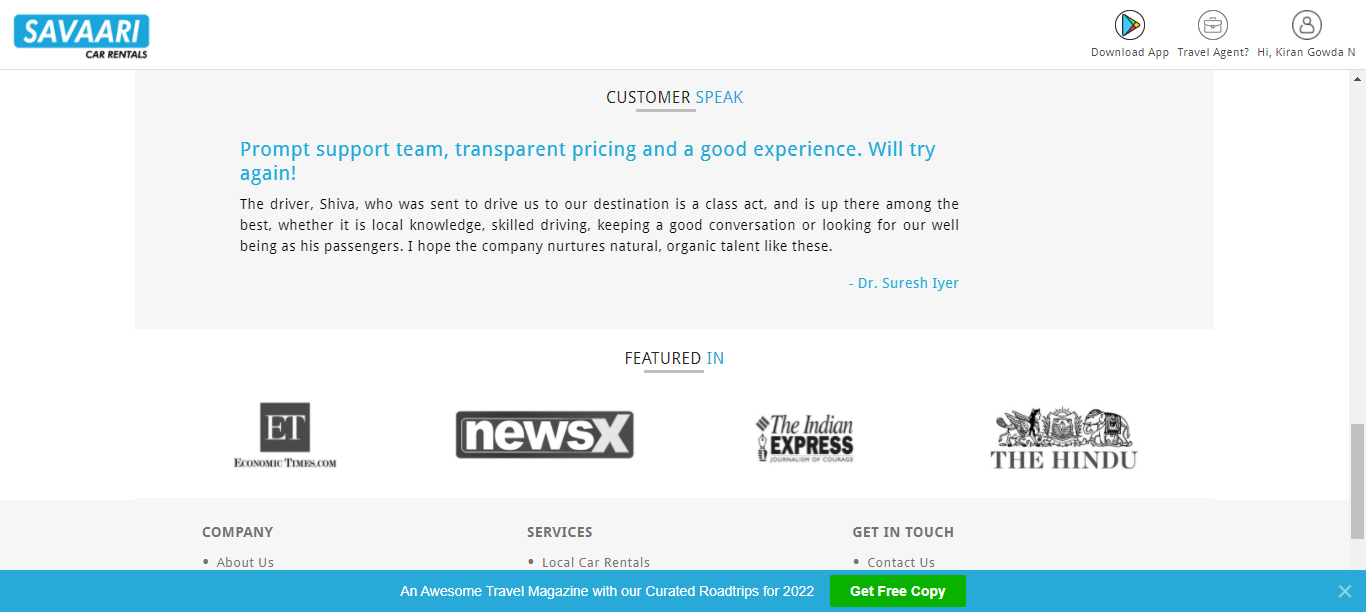 SAVAARI
CAR RENTALS
Download App
Travel Agent?
Hi, Kiran Gowda N
CUSTOMER SPEAK
Prompt support team, transparent pricing and a good experience. Will try
again!
The driver, Shiva, who was sent to drive us to our destination is a class act, and is up there among the
best, whether it is local knowledge, skilled driving, keeping a good conversation or looking for our well
being as his passengers. I hope the company nurtures natural, organic talent like these.
- Dr. Suresh Iyer
FEATURED IN
ET
ECONOMIC TIMES.COM
newsX
The Indian
EXPRESS
JOURNALISM OF COURAGE
THE HINDU
COMPANY
SERVICES
GET IN TOUCH
• About Us
• Local Car Rentals
• Contact Us
An Awesome Travel Magazine with our Curated Roadtrips for 2022
Get Free Copy